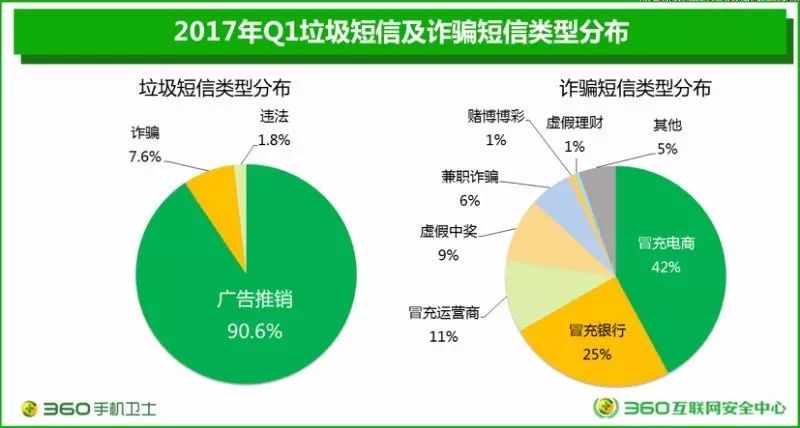 2017年Q1垃圾短信及诈骗短信类型分布
垃圾短信类型分布
诈骗
7.6%
违法
1.8%
广告推销
90.6%
诈骗短信类型分布
赌博博彩
1%
虚假理财
1%
其他
5%
兼职诈骗
6%
虚假中奖
9%
冒充运营商
11%
冒充银行
25%
冒充电商
42%
360手机卫士
360互联网安全中心